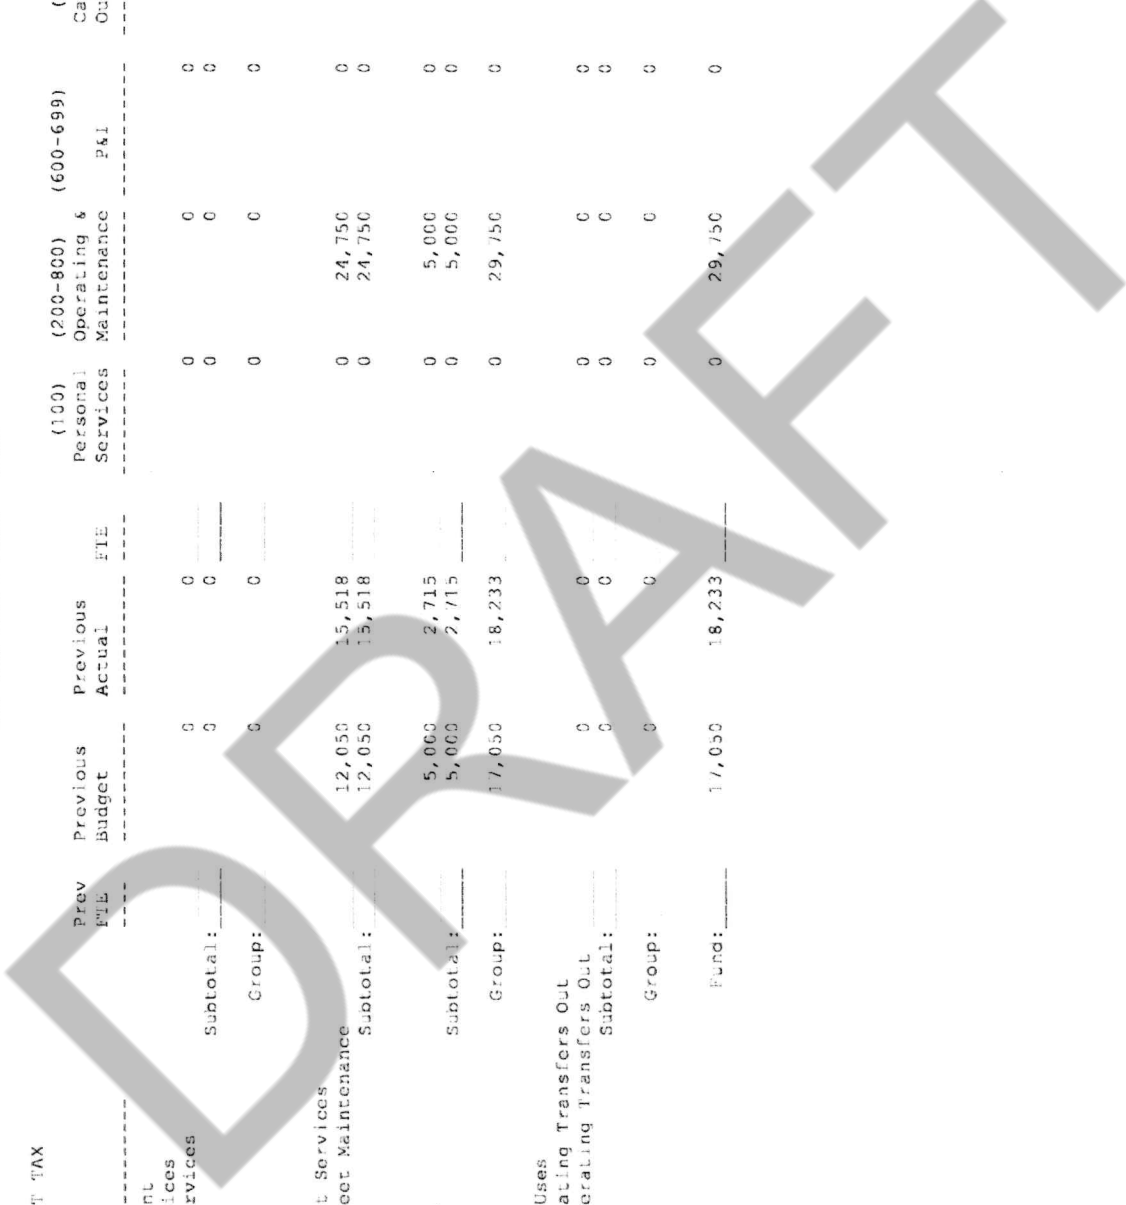 T TAX
(100) (200-800) (600-699) (
Prev Previous Previous Personal Operating & Ca
FTE Budget Actual FTE Services Maintenance P&I Ou
nt
ices
rvices 0 0 0 0 0
Subtotal: 0 0 0 0 0
Group: 0 0 0 0 0
t Services
eet Maintenance 12,050 15,518 0 24,750 0
Subtotal: 12,050 15,518 0 24,750 0
5,000 2,715 0 5,000 0
Subtotal: 5,000 2,715 0 5,000 0
Group: 17,050 18,233 0 29,750 0
Uses
ating Transfers Out
erating Transfers Out 0 0 0 0 0
Subtotal: 0 0 0 0 0
Group: 0 0 0 0 0
Fund: 17,050 18,233 0 29,750 0
DRAFT